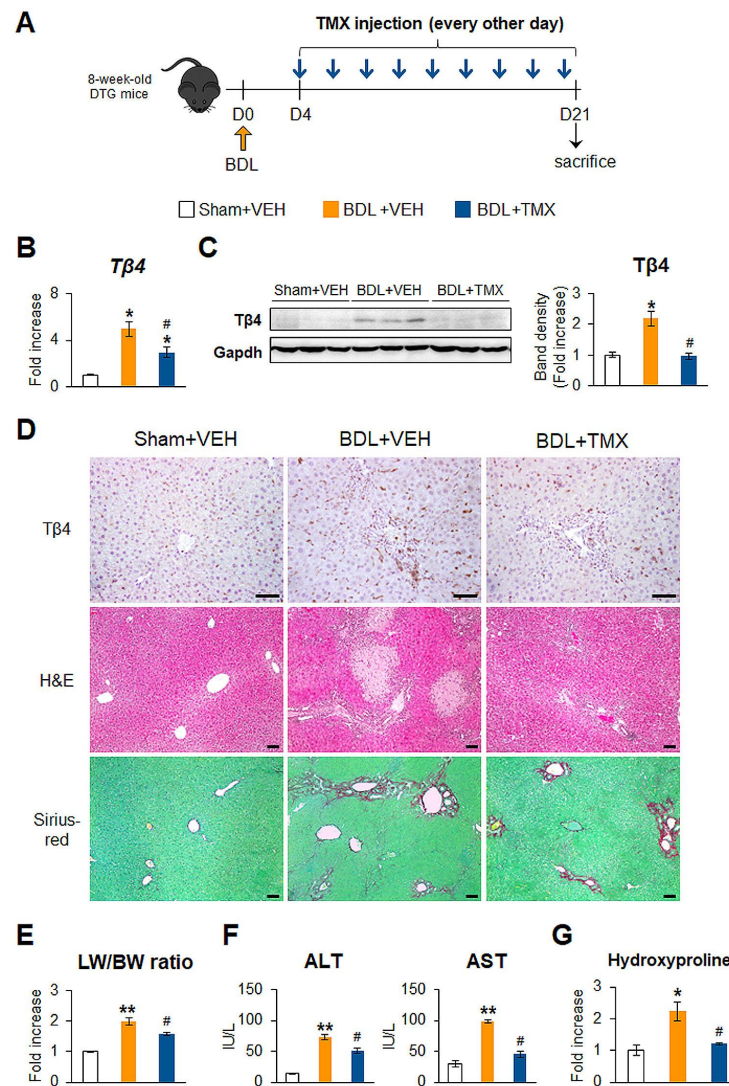 A
TMX injection (every other day)
8-week-old
DTG mice
D0
D4
D21
BDL
sacrifice
Sham+VEH
BDL +VEH
BDL+TMX
B
Tβ4
Fold increase
8
4
0
*
#
*
C
Sham+VEH BDL+VEH BDL+TMX
Tβ4
Gapdh
Tβ4
Band density
(Fold increase)
3
2
1
0
*
#
D
Sham+VEH
BDL+VEH
BDL+TMX
Tβ4
H&E
Sirius-
red
E
LW/BW ratio
Fold increase
3
2
1
0
**
#
F
ALT
IU/L
150
100
50
0
**
#
AST
IU/L
150
100
50
0
**
#
G
Hydroxyproline
Fold increase
3
2
1
0
*
#